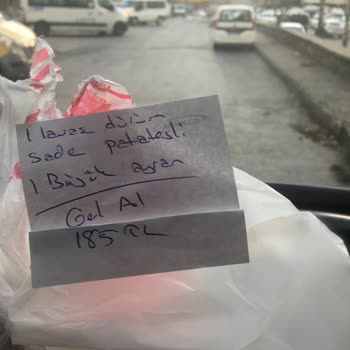 1 lavaş dürüm
sade patatesli
1 Büyük ayran
Gel Al
185 TL